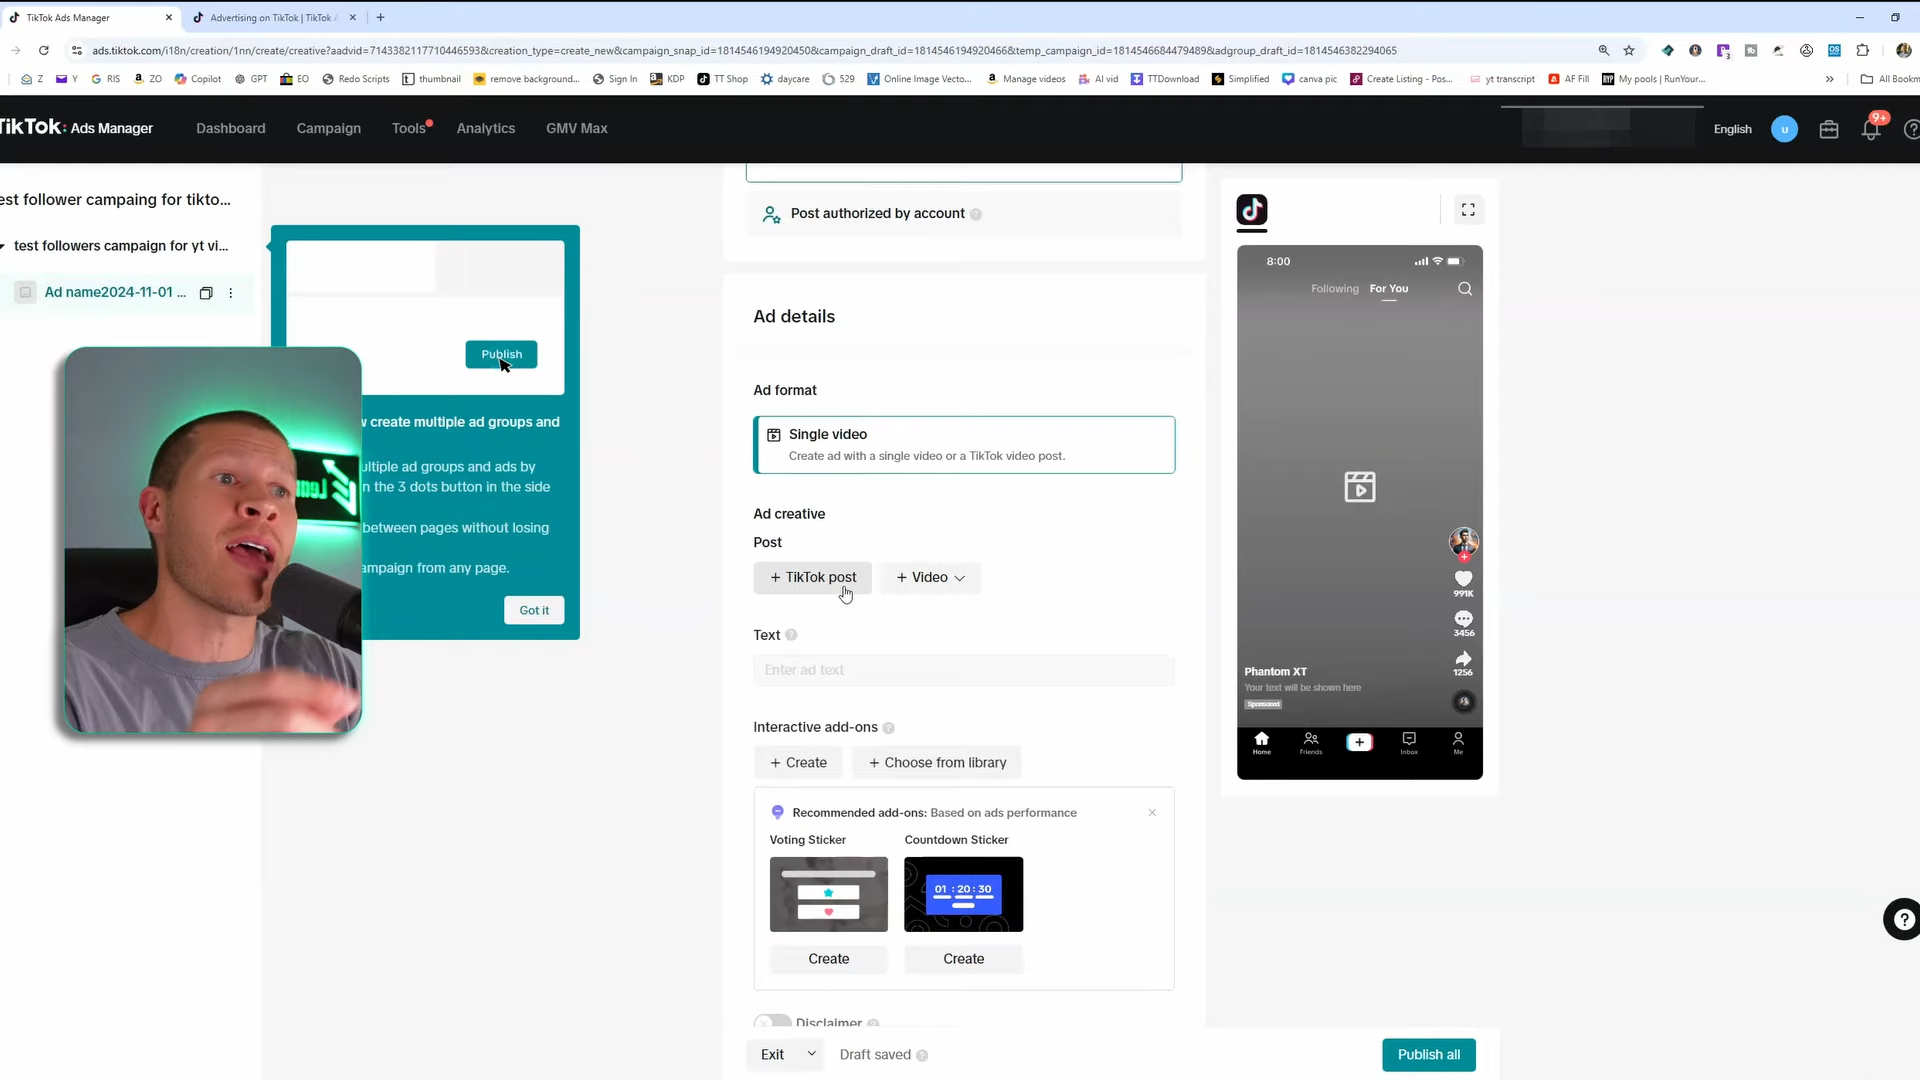 TikTok Ads Manager
Advertising on TikTok | TikTok
ads.tiktok.com/i18n/creation/1nn/create/creative?aadvid=7143382117710446593&creation_type=create_new&campaign_snap_id=1814546194920450&campaign_draft_id=1814546194920466&temp_campaign_id=1814546684479489&adgroup_draft_id=1814546382294065
Z Y RIS ZO Copilot GPT EO Redo Scripts thumbnail remove background... Sign In KDP TT Shop daycare 529 Online Image Vecto... Manage videos AI vid TTDownload Simplified canva pic Create Listing - Pos... yt transcript AF Fill My pools | RunYour... » All Bookm
TikTok: Ads Manager Dashboard Campaign Tools Analytics GMV Max English u 9+
est follower campaing for tikto...
test followers campaign for yt vi...
Ad name2024-11-01 ...
Publish
create multiple ad groups and
ultiple ad groups and ads by
n the 3 dots button in the side
between pages without losing
ampaign from any page.
Got it
Post authorized by account
Ad details
Ad format
Single video
Create ad with a single video or a TikTok video post.
Ad creative
Post
+ TikTok post + Video
Text
Enter ad text
Interactive add-ons
+ Create + Choose from library
Recommended add-ons: Based on ads performance
Voting Sticker Countdown Sticker
01 : 20 : 30
Create Create
Disclaimer
Exit Draft saved Publish all
8:00
Following For You
991K
3456
1256
Phantom XT
Your text will be shown here
Sponsored
Home Friends Inbox Me